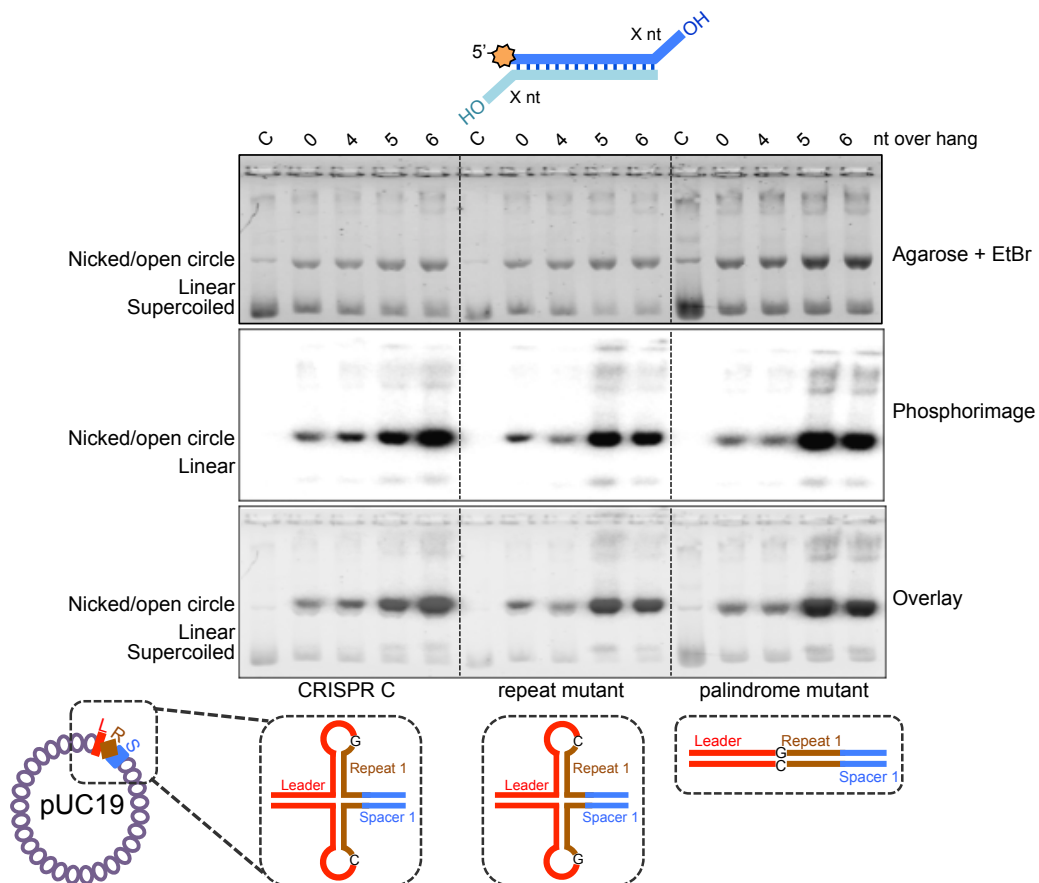 X nt
OH
5'-
X nt
HO
C 0 4 5 6 C 0 4 5 6 C 0 4 5 6 nt over hang
Nicked/open circle
Linear
Supercoiled
Agarose + EtBr
Nicked/open circle
Linear
Phosphorimage
Nicked/open circle
Linear
Supercoiled
Overlay
CRISPR C
repeat mutant
palindrome mutant
L
R
S
pUC19
G
Repeat 1
Leader
Spacer 1
C
C
Repeat 1
Leader
Spacer 1
G
Leader
G
Repeat 1
C
Spacer 1